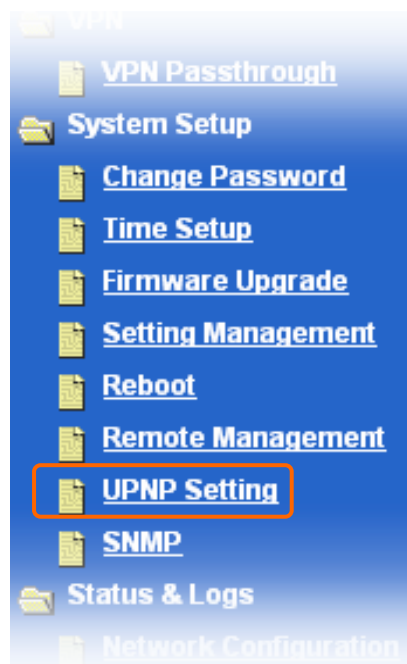 VPN
VPN Passthrough
System Setup
Change Password
Time Setup
Firmware Upgrade
Setting Management
Reboot
Remote Management
UPNP Setting
SNMP
Status & Logs
Network Configuration